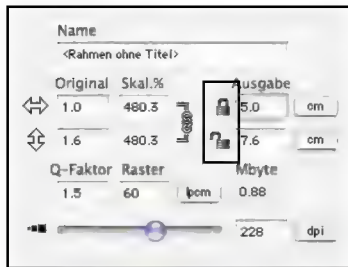 Name
<Rahmen ohne Titel>
Original Skal.% Ausgabe
1.0 480.3 5.0 cm
1.6 480.3 7.6 cm
Q-Faktor Raster Mbyte
1.5 60 lpcm 0.88
228 dpi